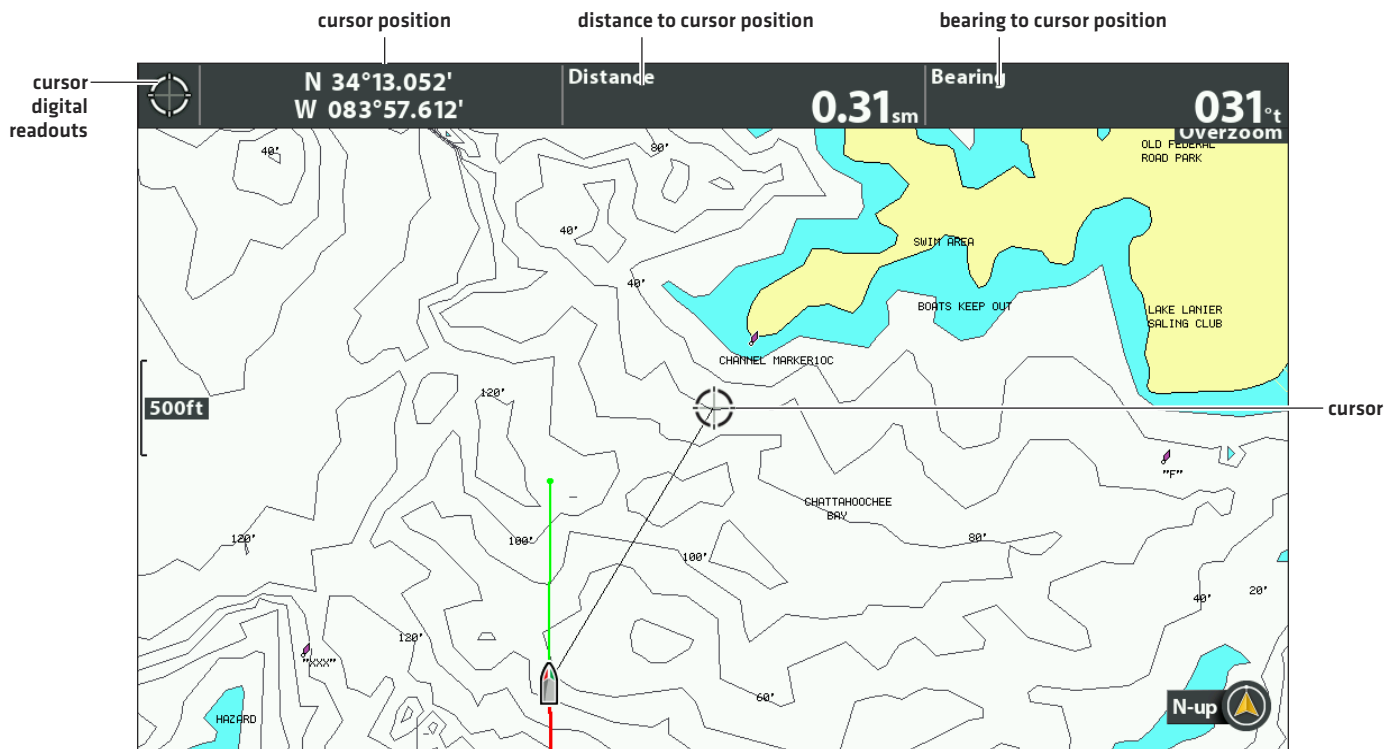 cursor position
distance to cursor position
bearing to cursor position
cursor
digital
readouts
N 34°13.052'
W 083°57.612'
Distance
0.31sm
Bearing
031°t
Overzoom
OLD FEDERAL
ROAD PARK
40'
80'
40'
SWIM AREA
40'
BOATS KEEP OUT
LAKE LANIER
SALING CLUB
CHANNEL MARKER10C
120'
500ft
cursor
"F"
CHATTAHOOCHEE
BAY
120'
100'
100'
80'
40'
20'
120'
"XXX"
60'
N-up
HAZARD